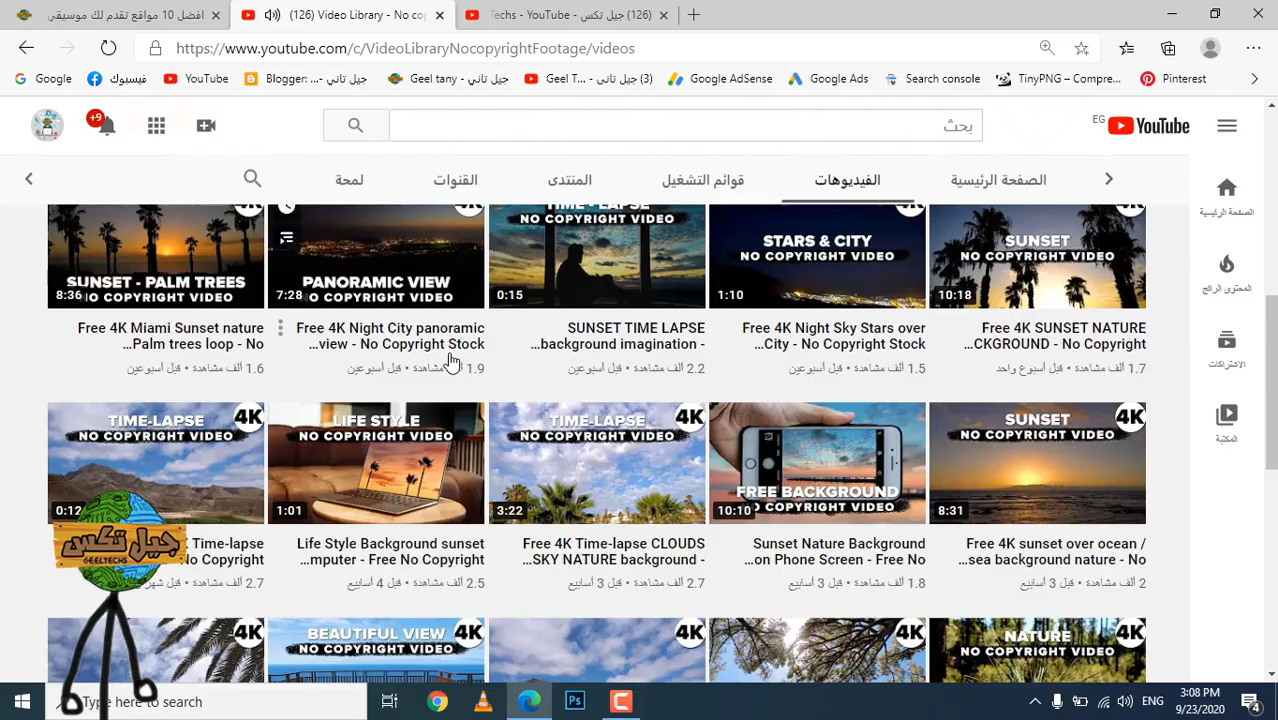 افضل 10 مواقع تقدم لك موسيقى
(126) Video Library - No cop
(126) جيل تكس Techs - YouTube
https://www.youtube.com/c/VideoLibraryNocopyrightFootage/videos
Google
فيسبوك
YouTube
Blogger: جيل تاني -...
Geel tany - جيل تاني
(3) جيل تاني - Geel T...
Google AdSense
Google Ads
Search console
TinyPNG – Compre...
Pinterest
+9
بحث
EG
YouTube
الصفحة الرئيسية
الفيديوهات
قوائم التشغيل
المنتدى
القنوات
لمحة
الصفحة الرئيسية
المحتوى الرائج
الاشتراكات
المكتبة
SUNSET - PALM TREES
NO COPYRIGHT VIDEO
8:36
PANORAMIC VIEW
NO COPYRIGHT VIDEO
7:28
TIME - LAPSE
NO COPYRIGHT VIDEO
0:15
STARS & CITY
NO COPYRIGHT VIDEO
1:10
SUNSET
NO COPYRIGHT VIDEO
10:18
Free 4K Miami Sunset nature
...Palm trees loop - No
1.6 ألف مشاهدة · قبل أسبوعين
Free 4K Night City panoramic
...view - No Copyright Stock
1.9 ألف مشاهدة · قبل أسبوعين
SUNSET TIME LAPSE
...background imagination -
2.2 ألف مشاهدة · قبل أسبوعين
Free 4K Night Sky Stars over
...City - No Copyright Stock
1.5 ألف مشاهدة · قبل أسبوعين
Free 4K SUNSET NATURE
...CKGROUND - No Copyright
1.7 ألف مشاهدة · قبل أسبوع واحد
TIME-LAPSE
4K
NO COPYRIGHT VIDEO
0:12
LIFE STYLE
NO COPYRIGHT VIDEO
1:01
TIME-LAPSE
4K
NO COPYRIGHT VIDEO
3:22
FREE BACKGROUND
NO COPYRIGHT VIDEO
10:10
SUNSET
4K
NO COPYRIGHT VIDEO
8:31
K Time-lapse
No Copyright
2.7 ألف مشاهدة · قبل شهر
Life Style Background sunset
...mputer - Free No Copyright
2.5 ألف مشاهدة · قبل 4 أسابيع
Free 4K Time-lapse CLOUDS
...SKY NATURE background -
2.7 ألف مشاهدة · قبل 3 أسابيع
Sunset Nature Background
...on Phone Screen - Free No
1.8 ألف مشاهدة · قبل 3 أسابيع
Free 4K sunset over ocean /
...sea background nature - No
2 ألف مشاهدة · قبل 3 أسابيع
جيل تكس
GEELTECHS
4K
BEAUTIFUL VIEW
4K
NO COPYRIGHT VIDEO
4K
4K
NATURE
4K
NO COPYRIGHT VIDEO
Type here to search
Ps
ENG
3:08 PM
9/23/2020
4